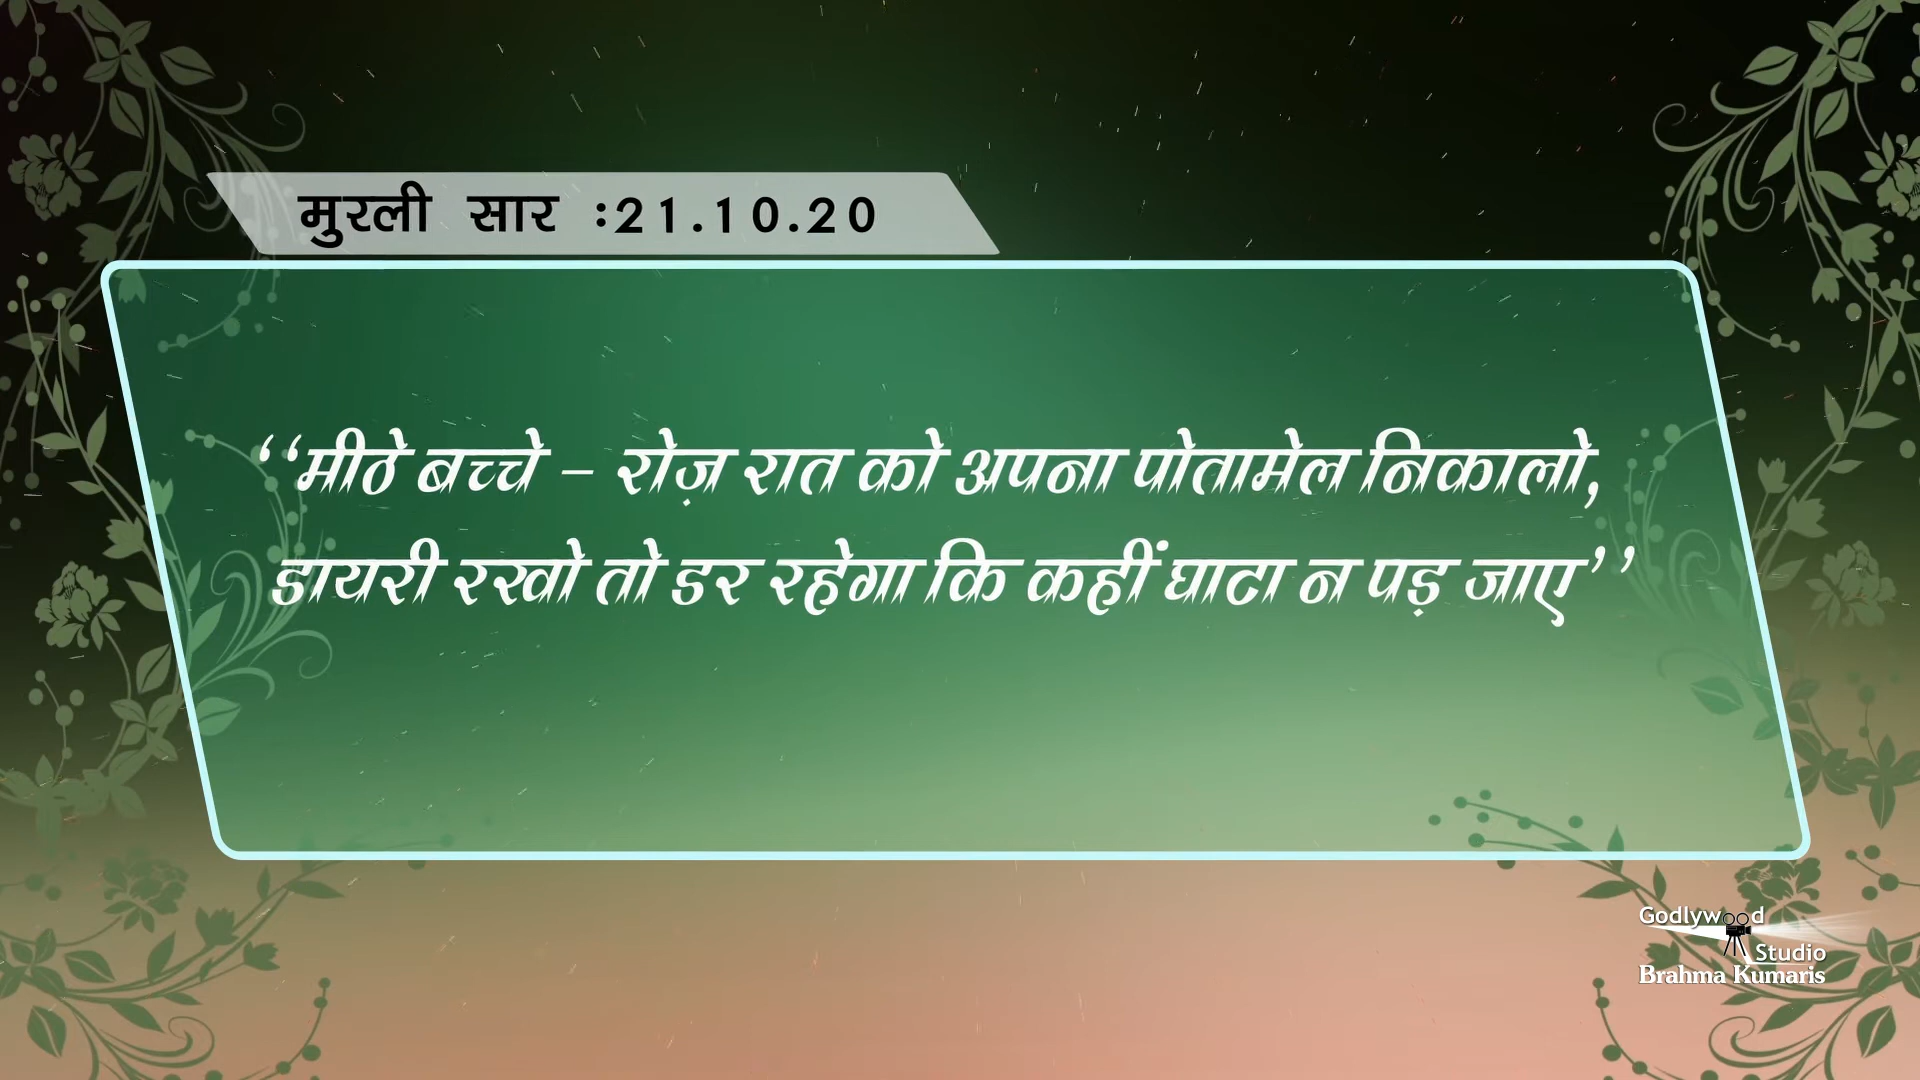 मुरली सार :21.10.20
‘‘मीठे बच्चे – रोज़ रात को अपना पोतामेल निकालो,
डायरी रखो तो डर रहेगा कि कहीं घाटा न पड़ जाए’’
Godlywood
Studio
Brahma Kumaris